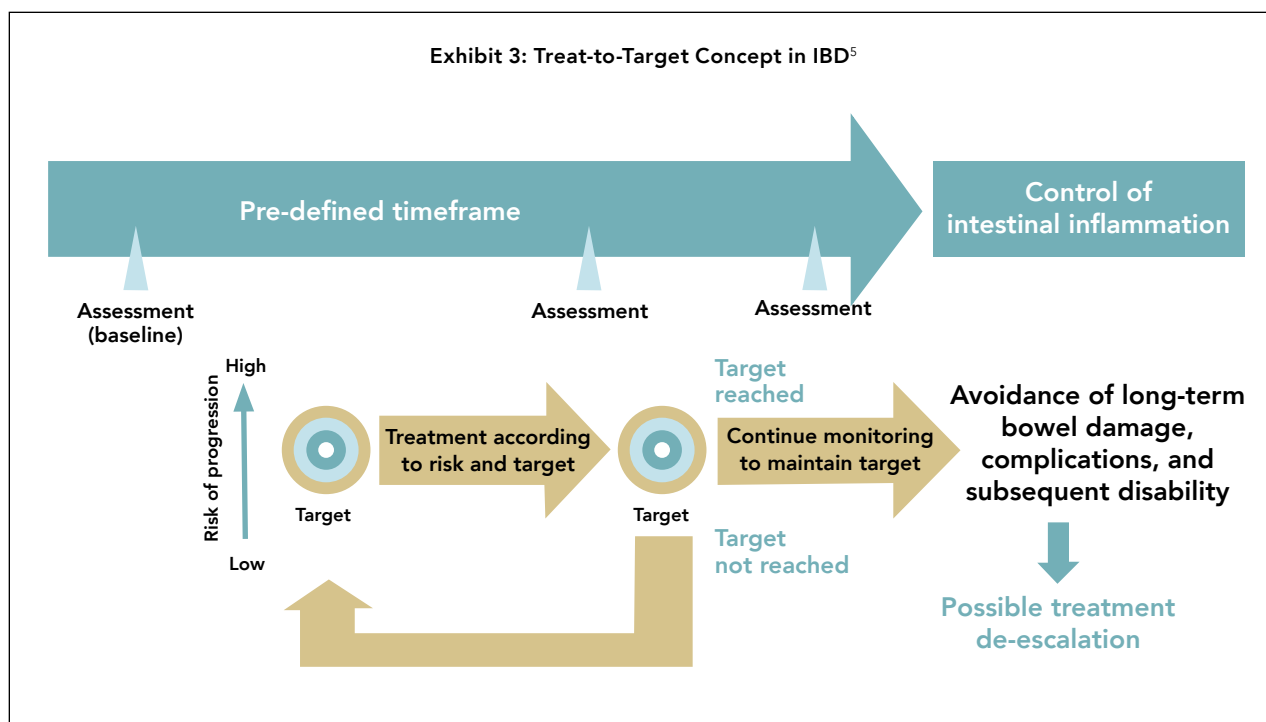 Exhibit 3: Treat-to-Target Concept in IBD5
Pre-defined timeframe
Control of
intestinal inflammation
Assessment
(baseline)
Assessment
Assessment
Risk of progression
High
Low
Target
Treatment according
to risk and target
Target
Target
reached
Continue monitoring
to maintain target
Target
not reached
Avoidance of long-term
bowel damage,
complications, and
subsequent disability
Possible treatment
de-escalation